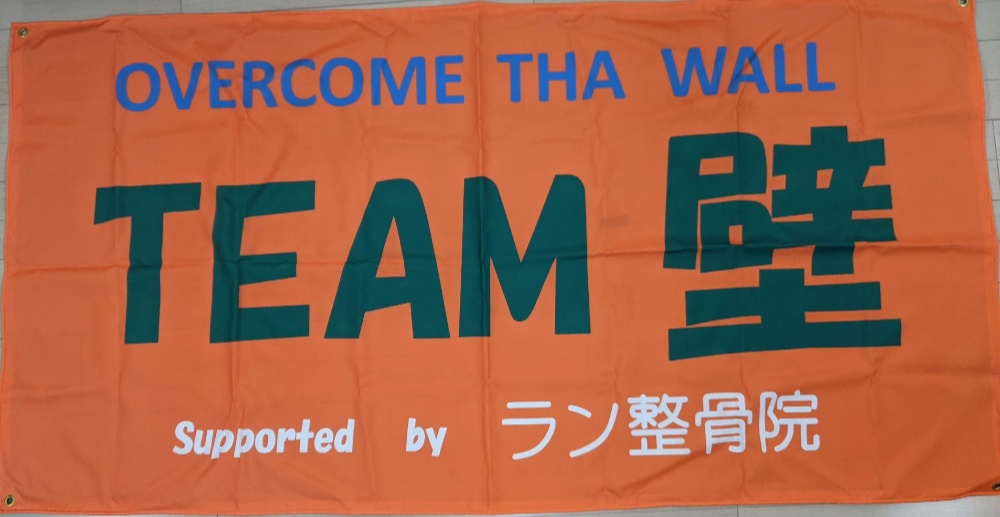 OVERCOME THA WALL
TEAM 壁
Supported by ラン整骨院